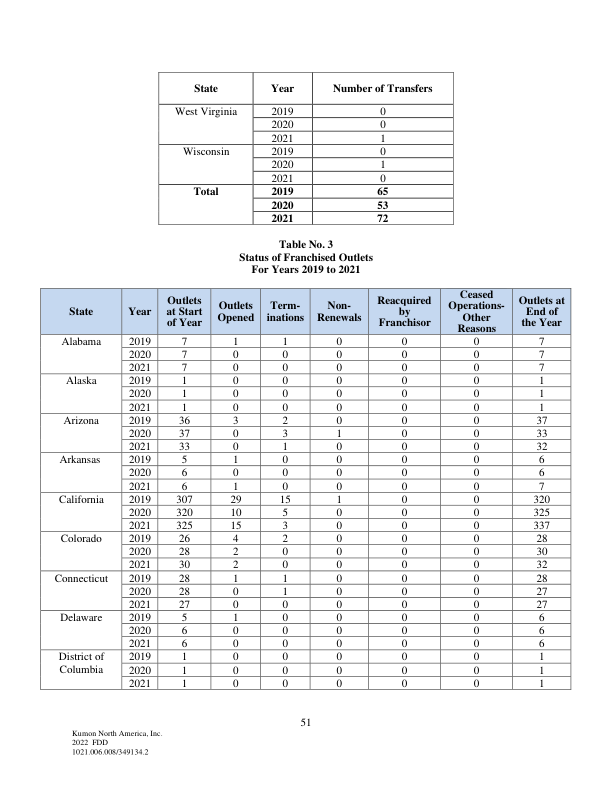 State Year Number of Transfers
West Virginia 2019 0
2020 0
2021 1
Wisconsin 2019 0
2020 1
2021 0
Total 2019 65
2020 53
2021 72
Table No. 3
Status of Franchised Outlets
For Years 2019 to 2021
State Year Outlets at Start of Year Outlets Opened Term-inations Non-Renewals Reacquired by Franchisor Ceased Operations-Other Reasons Outlets at End of the Year
Alabama 2019 7 1 1 0 0 0 7
2020 7 0 0 0 0 0 7
2021 7 0 0 0 0 0 7
Alaska 2019 1 0 0 0 0 0 1
2020 1 0 0 0 0 0 1
2021 1 0 0 0 0 0 1
Arizona 2019 36 3 2 0 0 0 37
2020 37 0 3 1 0 0 33
2021 33 0 1 0 0 0 32
Arkansas 2019 5 1 0 0 0 0 6
2020 6 0 0 0 0 0 6
2021 6 1 0 0 0 0 7
California 2019 307 29 15 1 0 0 320
2020 320 10 5 0 0 0 325
2021 325 15 3 0 0 0 337
Colorado 2019 26 4 2 0 0 0 28
2020 28 2 0 0 0 0 30
2021 30 2 0 0 0 0 32
Connecticut 2019 28 1 1 0 0 0 28
2020 28 0 1 0 0 0 27
2021 27 0 0 0 0 0 27
Delaware 2019 5 1 0 0 0 0 6
2020 6 0 0 0 0 0 6
2021 6 0 0 0 0 0 6
District of 2019 1 0 0 0 0 0 1
Columbia 2020 1 0 0 0 0 0 1
2021 1 0 0 0 0 0 1
51
Kumon North America, Inc.
2022 FDD
1021.006.008/349134.2